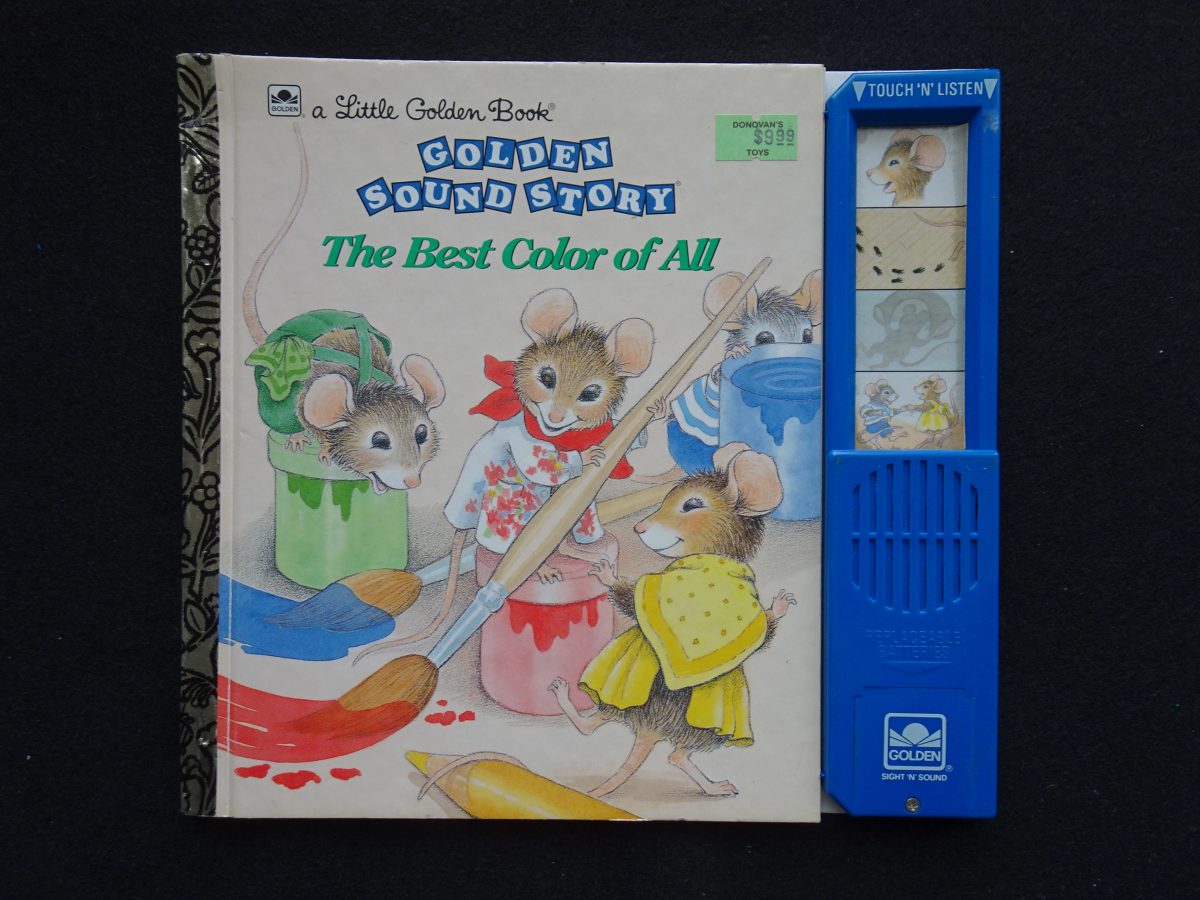 GOLDEN
a Little Golden Book®
GOLDEN
SOUND STORY®
The Best Color of All
DONOVAN'S
$9.99
TOYS
TOUCH 'N' LISTEN
REPLACEABLE
BATTERIES
GOLDEN®
SIGHT 'N' SOUND